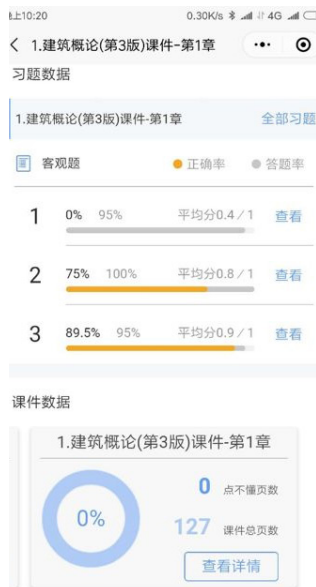 上10:20 0.30K/s 4G
1.建筑概论(第3版)课件-第1章
习题数据
1.建筑概论(第3版)课件-第1章 全部习题
客观题 正确率 答题率
1 0% 95% 平均分0.4/1 查看
2 75% 100% 平均分0.8/1 查看
3 89.5% 95% 平均分0.9/1 查看
课件数据
1.建筑概论(第3版)课件-第1章
0 点不懂页数
0%
127 课件总页数
查看详情